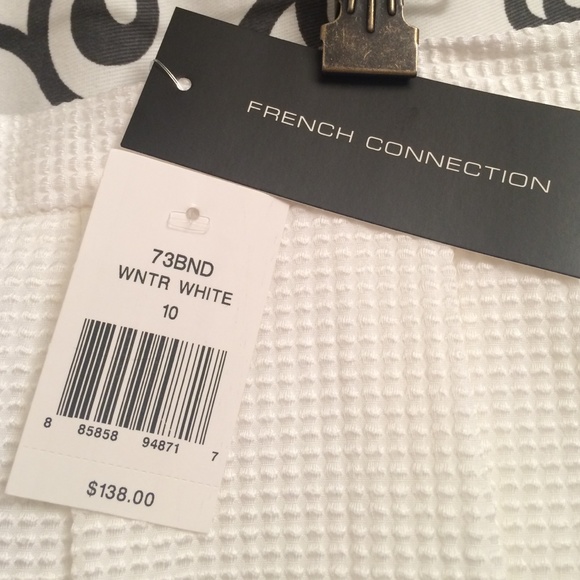 FRENCH CONNECTION
73BND
WNTR WHITE
10
8 85858 94871 7
$138.00